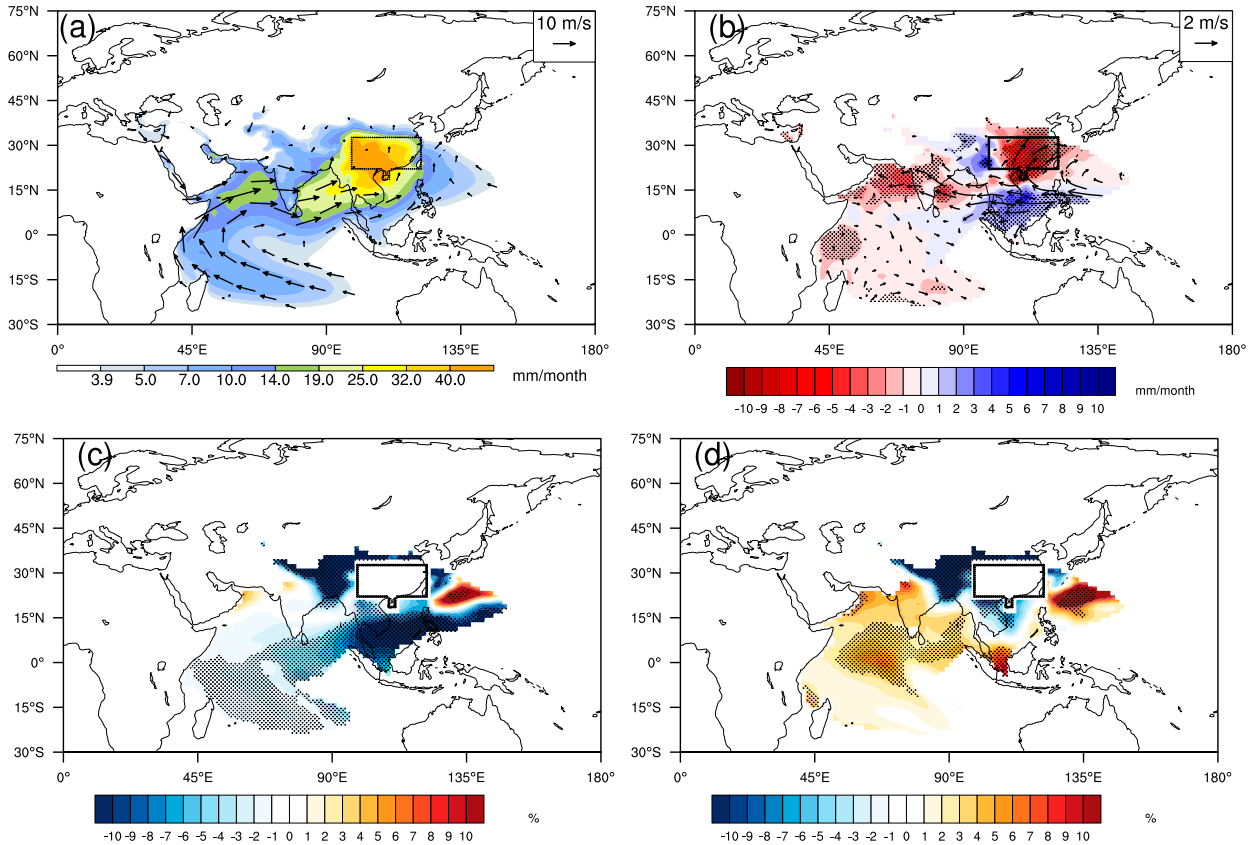 (a)
10 m/s
75°N
60°N
45°N
30°N
15°N
0°
15°S
30°S
0° 45°E 90°E 135°E 180°
3.9 5.0 7.0 10.0 14.0 19.0 25.0 32.0 40.0 mm/month
(b)
2 m/s
75°N
60°N
45°N
30°N
15°N
0°
15°S
30°S
0° 45°E 90°E 135°E 180°
-10 -9 -8 -7 -6 -5 -4 -3 -2 -1 0 1 2 3 4 5 6 7 8 9 10 mm/month
(c)
75°N
60°N
45°N
30°N
15°N
0°
15°S
30°S
0° 45°E 90°E 135°E 180°
-10 -9 -8 -7 -6 -5 -4 -3 -2 -1 0 1 2 3 4 5 6 7 8 9 10 %
(d)
75°N
60°N
45°N
30°N
15°N
0°
15°S
30°S
0° 45°E 90°E 135°E 180°
-10 -9 -8 -7 -6 -5 -4 -3 -2 -1 0 1 2 3 4 5 6 7 8 9 10 %